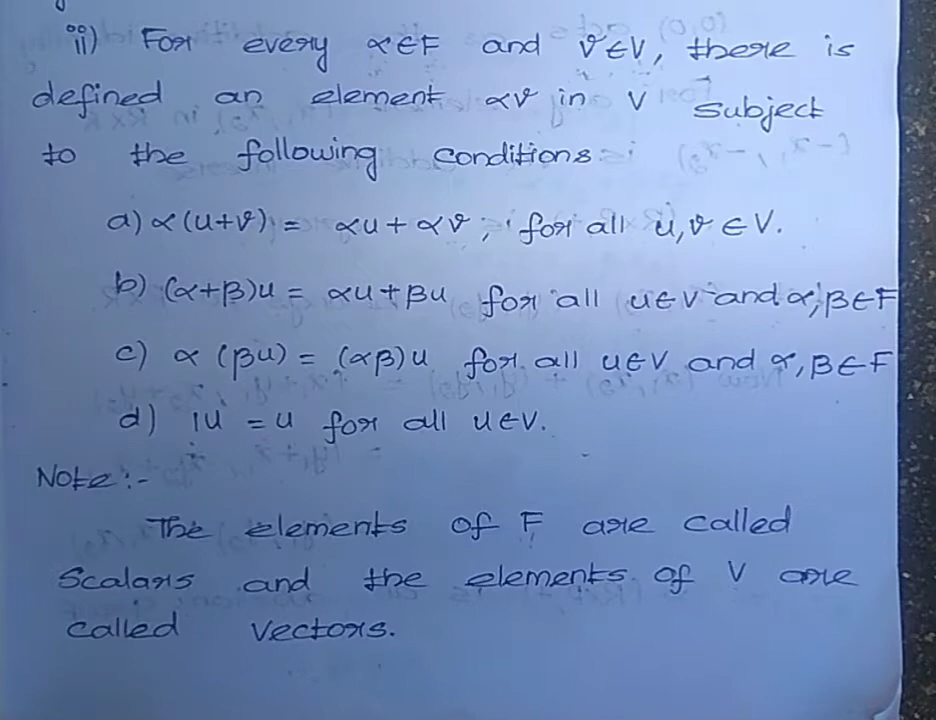 ii) For every α∈F and v∈V, there is
defined an element αv in V subject
to the following conditions
a) α(u+v) = αu + αv, for all u,v ∈ V.
b) (α+β)u = αu + βu for all u∈V and α, β∈F
c) α (βu) = (αβ)u for all u∈V and α, β∈F
d) 1u = u for all u∈V.
Note:-
The elements of F are called
Scalars and the elements of V are
called vectors.